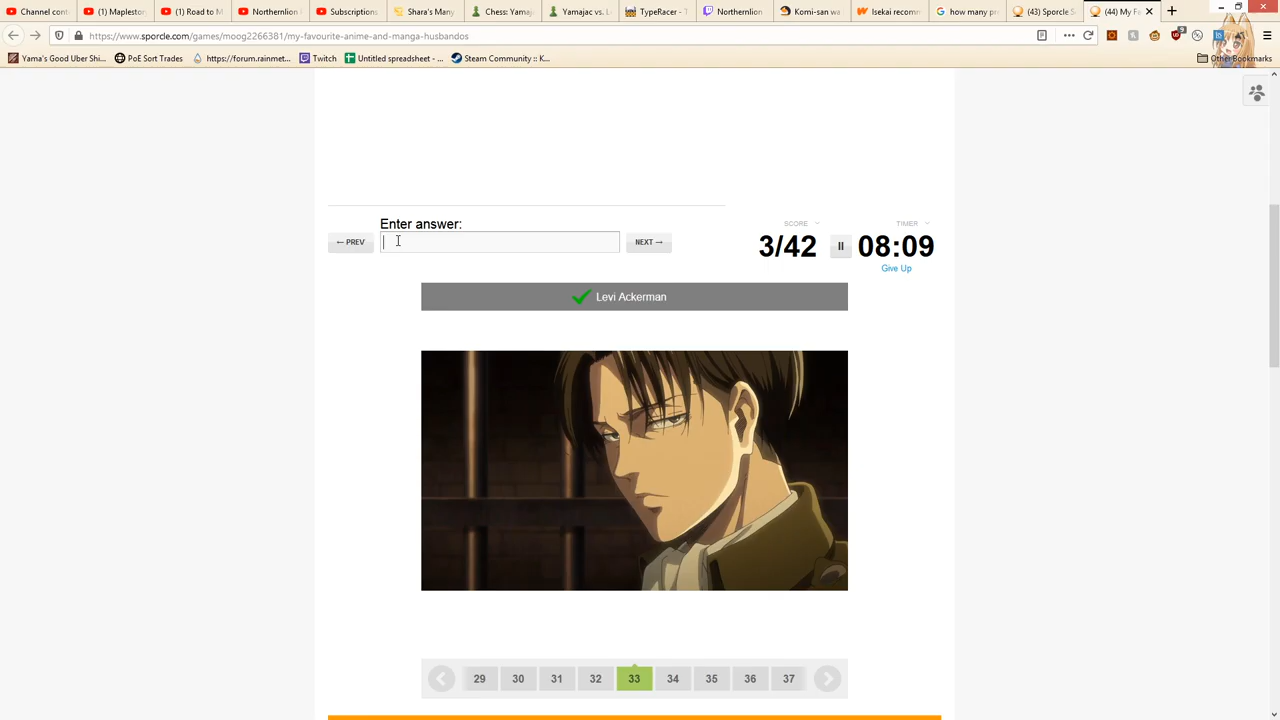 Channel cont
(1) Maplestor
(1) Road to M
Northernlion
Subscriptions
Shara's Many
Chess: Yamaj
Yamajac vs. L
TypeRacer - T
Northernlion
Komi-san wa
Isekai recomm
how many pr
(43) Sporcle S
(44) My Fa
https://www.sporcle.com/games/moog2266381/my-favourite-anime-and-manga-husbandos
Yama's Good Uber Shi...
PoE Sort Trades
https://forum.rainmet...
Twitch
Untitled spreadsheet - ...
Steam Community :: K...
Other Bookmarks
Enter answer:
← PREV
NEXT →
SCORE
3/42
TIMER
08:09
Give Up
Levi Ackerman
29 30 31 32 33 34 35 36 37